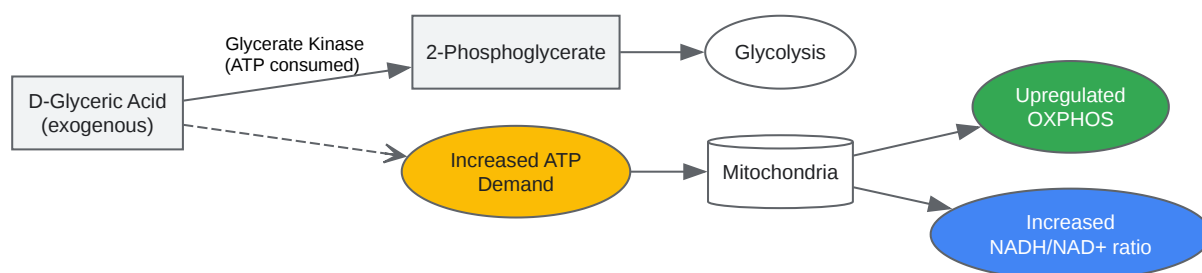 Glycerate Kinase
(ATP consumed)
2-Phosphoglycerate
Glycolysis
D-Glyceric Acid
(exogenous)
Upregulated
OXPHOS
Increased ATP
Demand
Mitochondria
Increased
NADH/NAD+ ratio